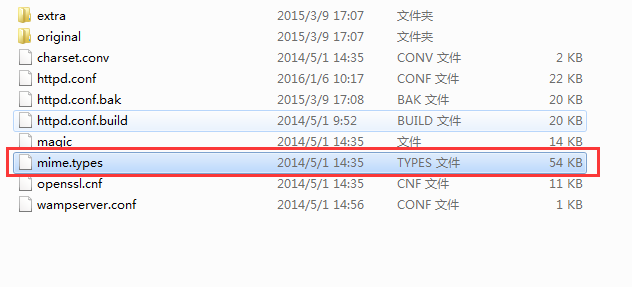 extra 2015/3/9 17:07 文件夹
original 2015/3/9 17:07 文件夹
charset.conv 2014/5/1 14:35 CONV 文件 2 KB
httpd.conf 2016/1/6 10:17 CONF 文件 22 KB
httpd.conf.bak 2015/3/9 17:08 BAK 文件 20 KB
httpd.conf.build 2014/5/1 9:52 BUILD 文件 20 KB
magic 2014/5/1 14:35 文件 14 KB
mime.types 2014/5/1 14:35 TYPES 文件 54 KB
openssl.cnf 2014/5/1 14:35 CNF 文件 11 KB
wampserver.conf 2014/5/1 14:56 CONF 文件 1 KB